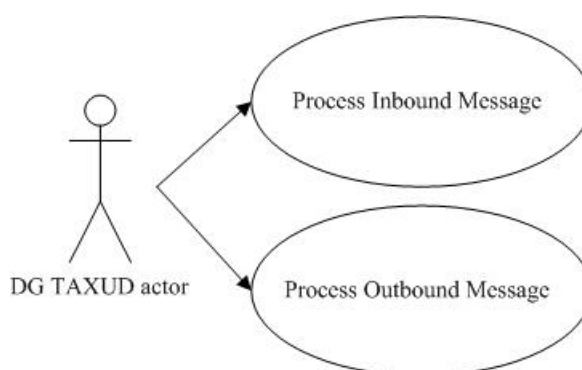 Process Inbound Message
DG TAXUD actor
Process Outbound Message